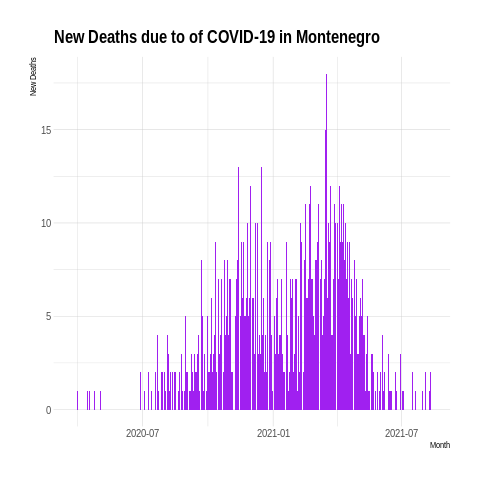 New Deaths due to of COVID-19 in Montenegro
New Deaths
15
10
5
0
2020-07
2021-01
2021-07
Month